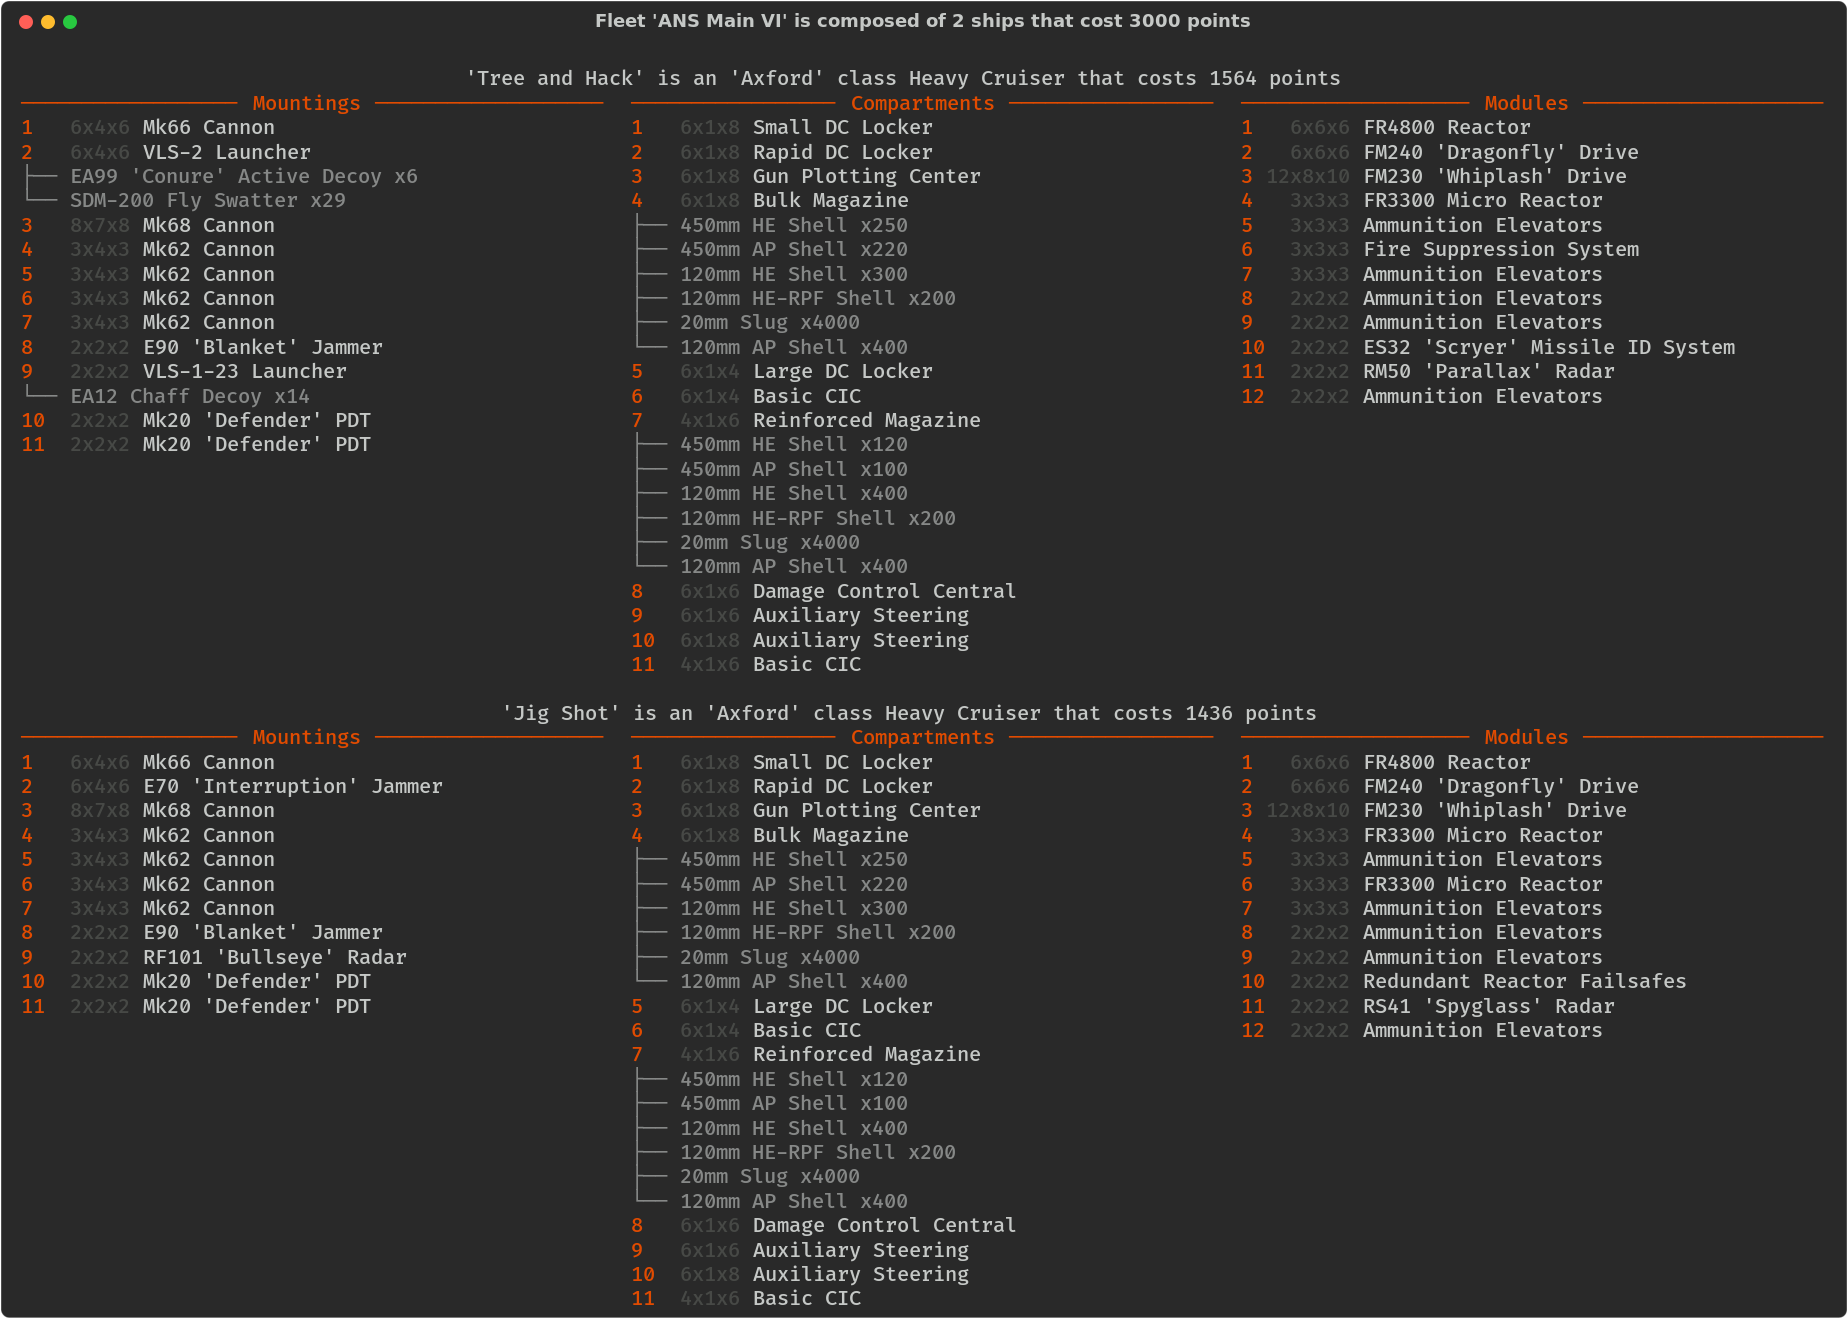 Fleet 'ANS Main VI' is composed of 2 ships that cost 3000 points
'Tree and Hack' is an 'Axford' class Heavy Cruiser that costs 1564 points
Mountings
1 6x4x6 Mk66 Cannon
2 6x4x6 VLS-2 Launcher
EA99 'Conure' Active Decoy x6
SDM-200 Fly Swatter x29
3 8x7x8 Mk68 Cannon
4 3x4x3 Mk62 Cannon
5 3x4x3 Mk62 Cannon
6 3x4x3 Mk62 Cannon
7 3x4x3 Mk62 Cannon
8 2x2x2 E90 'Blanket' Jammer
9 2x2x2 VLS-1-23 Launcher
EA12 Chaff Decoy x14
10 2x2x2 Mk20 'Defender' PDT
11 2x2x2 Mk20 'Defender' PDT
Compartments
1 6x1x8 Small DC Locker
2 6x1x8 Rapid DC Locker
3 6x1x8 Gun Plotting Center
4 6x1x8 Bulk Magazine
450mm HE Shell x250
450mm AP Shell x220
120mm HE Shell x300
120mm HE-RPF Shell x200
20mm Slug x4000
120mm AP Shell x400
5 6x1x4 Large DC Locker
6 6x1x4 Basic CIC
7 4x1x6 Reinforced Magazine
450mm HE Shell x120
450mm AP Shell x100
120mm HE Shell x400
120mm HE-RPF Shell x200
20mm Slug x4000
120mm AP Shell x400
8 6x1x6 Damage Control Central
9 6x1x6 Auxiliary Steering
10 6x1x8 Auxiliary Steering
11 4x1x6 Basic CIC
Modules
1 6x6x6 FR4800 Reactor
2 6x6x6 FM240 'Dragonfly' Drive
3 12x8x10 FM230 'Whiplash' Drive
4 3x3x3 FR3300 Micro Reactor
5 3x3x3 Ammunition Elevators
6 3x3x3 Fire Suppression System
7 3x3x3 Ammunition Elevators
8 2x2x2 Ammunition Elevators
9 2x2x2 Ammunition Elevators
10 2x2x2 ES32 'Scryer' Missile ID System
11 2x2x2 RM50 'Parallax' Radar
12 2x2x2 Ammunition Elevators
'Jig Shot' is an 'Axford' class Heavy Cruiser that costs 1436 points
Mountings
1 6x4x6 Mk66 Cannon
2 6x4x6 E70 'Interruption' Jammer
3 8x7x8 Mk68 Cannon
4 3x4x3 Mk62 Cannon
5 3x4x3 Mk62 Cannon
6 3x4x3 Mk62 Cannon
7 3x4x3 Mk62 Cannon
8 2x2x2 E90 'Blanket' Jammer
9 2x2x2 RF101 'Bullseye' Radar
10 2x2x2 Mk20 'Defender' PDT
11 2x2x2 Mk20 'Defender' PDT
Compartments
1 6x1x8 Small DC Locker
2 6x1x8 Rapid DC Locker
3 6x1x8 Gun Plotting Center
4 6x1x8 Bulk Magazine
450mm HE Shell x250
450mm AP Shell x220
120mm HE Shell x300
120mm HE-RPF Shell x200
20mm Slug x4000
120mm AP Shell x400
5 6x1x4 Large DC Locker
6 6x1x4 Basic CIC
7 4x1x6 Reinforced Magazine
450mm HE Shell x120
450mm AP Shell x100
120mm HE Shell x400
120mm HE-RPF Shell x200
20mm Slug x4000
120mm AP Shell x400
8 6x1x6 Damage Control Central
9 6x1x6 Auxiliary Steering
10 6x1x8 Auxiliary Steering
11 4x1x6 Basic CIC
Modules
1 6x6x6 FR4800 Reactor
2 6x6x6 FM240 'Dragonfly' Drive
3 12x8x10 FM230 'Whiplash' Drive
4 3x3x3 FR3300 Micro Reactor
5 3x3x3 Ammunition Elevators
6 3x3x3 FR3300 Micro Reactor
7 3x3x3 Ammunition Elevators
8 2x2x2 Ammunition Elevators
9 2x2x2 Ammunition Elevators
10 2x2x2 Redundant Reactor Failsafes
11 2x2x2 RS41 'Spyglass' Radar
12 2x2x2 Ammunition Elevators